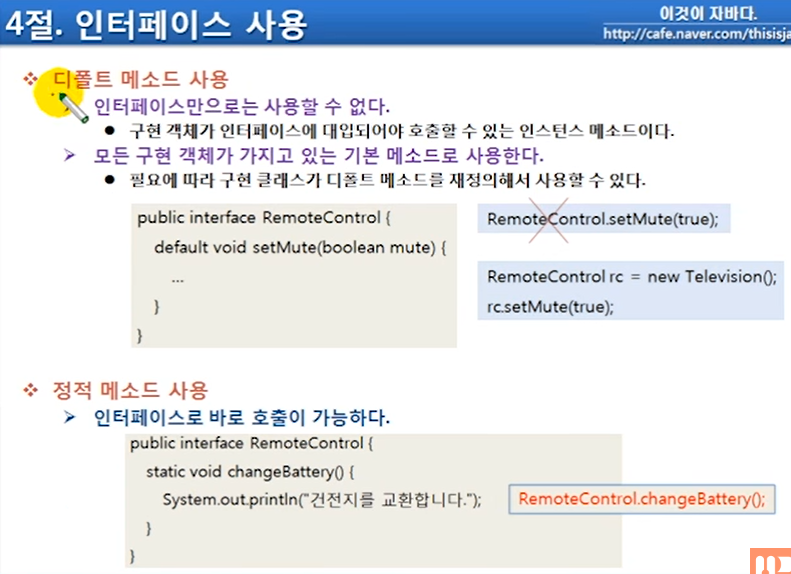 4절. 인터페이스 사용
이것이 자바다.
http://cafe.naver.com/thisisja
❖ 디폴트 메소드 사용
인터페이스만으로는 사용할 수 없다.
● 구현 객체가 인터페이스에 대입되어야 호출할 수 있는 인스턴스 메소드이다.
➤ 모든 구현 객체가 가지고 있는 기본 메소드로 사용한다.
● 필요에 따라 구현 클래스가 디폴트 메소드를 재정의해서 사용할 수 있다.
public interface RemoteControl {
default void setMute(boolean mute) {
...
}
}
RemoteControl.setMute(true);
RemoteControl rc = new Television();
rc.setMute(true);
❖ 정적 메소드 사용
➤ 인터페이스로 바로 호출이 가능하다.
public interface RemoteControl {
static void changeBattery() {
System.out.println("건전지를 교환합니다.");
}
}
RemoteControl.changeBattery();